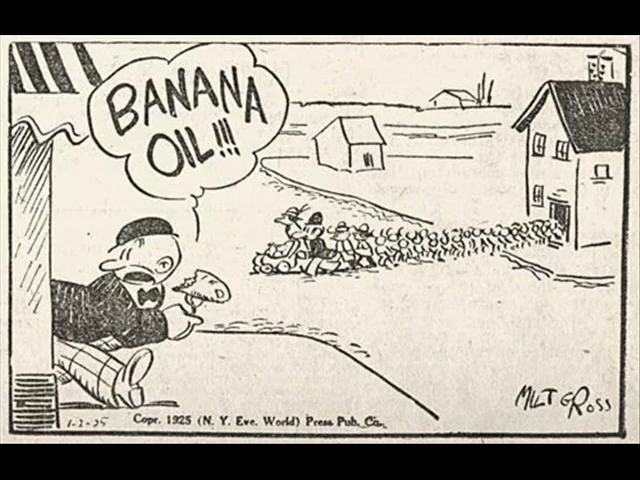 BANANA
OIL!!!
MILT GROSS
1-2-25
Copr. 1925 (N. Y. Eve. World) Press Pub. Co.